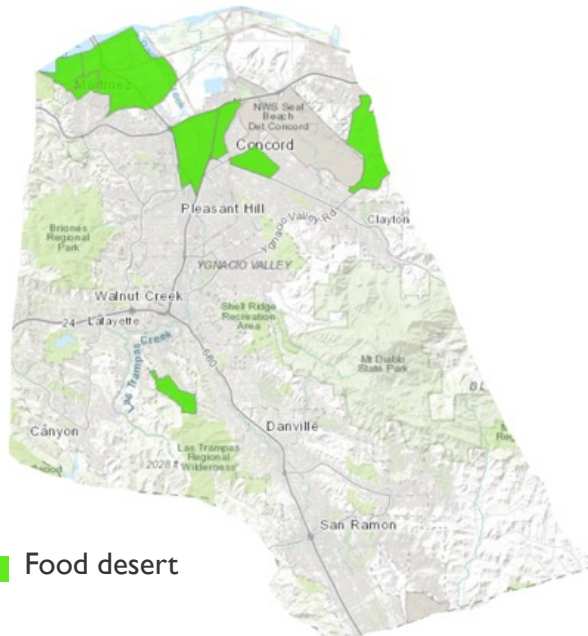 Martinez
NWS Seal
Beach
Det. Concord
Concord
Pleasant Hill
Ygnacio Valley Rd
Clayton
Briones
Regional
Park
YGNACIO VALLEY
Walnut Creek
Shell Ridge
Recreation
Area
24
Lafayette
Las Trampas Creek
680
Mt Diablo
State Park
B L
Canyon
Danville
Las Trampas
Regional
Wilderness
2028 ft
San Ramon
Food desert